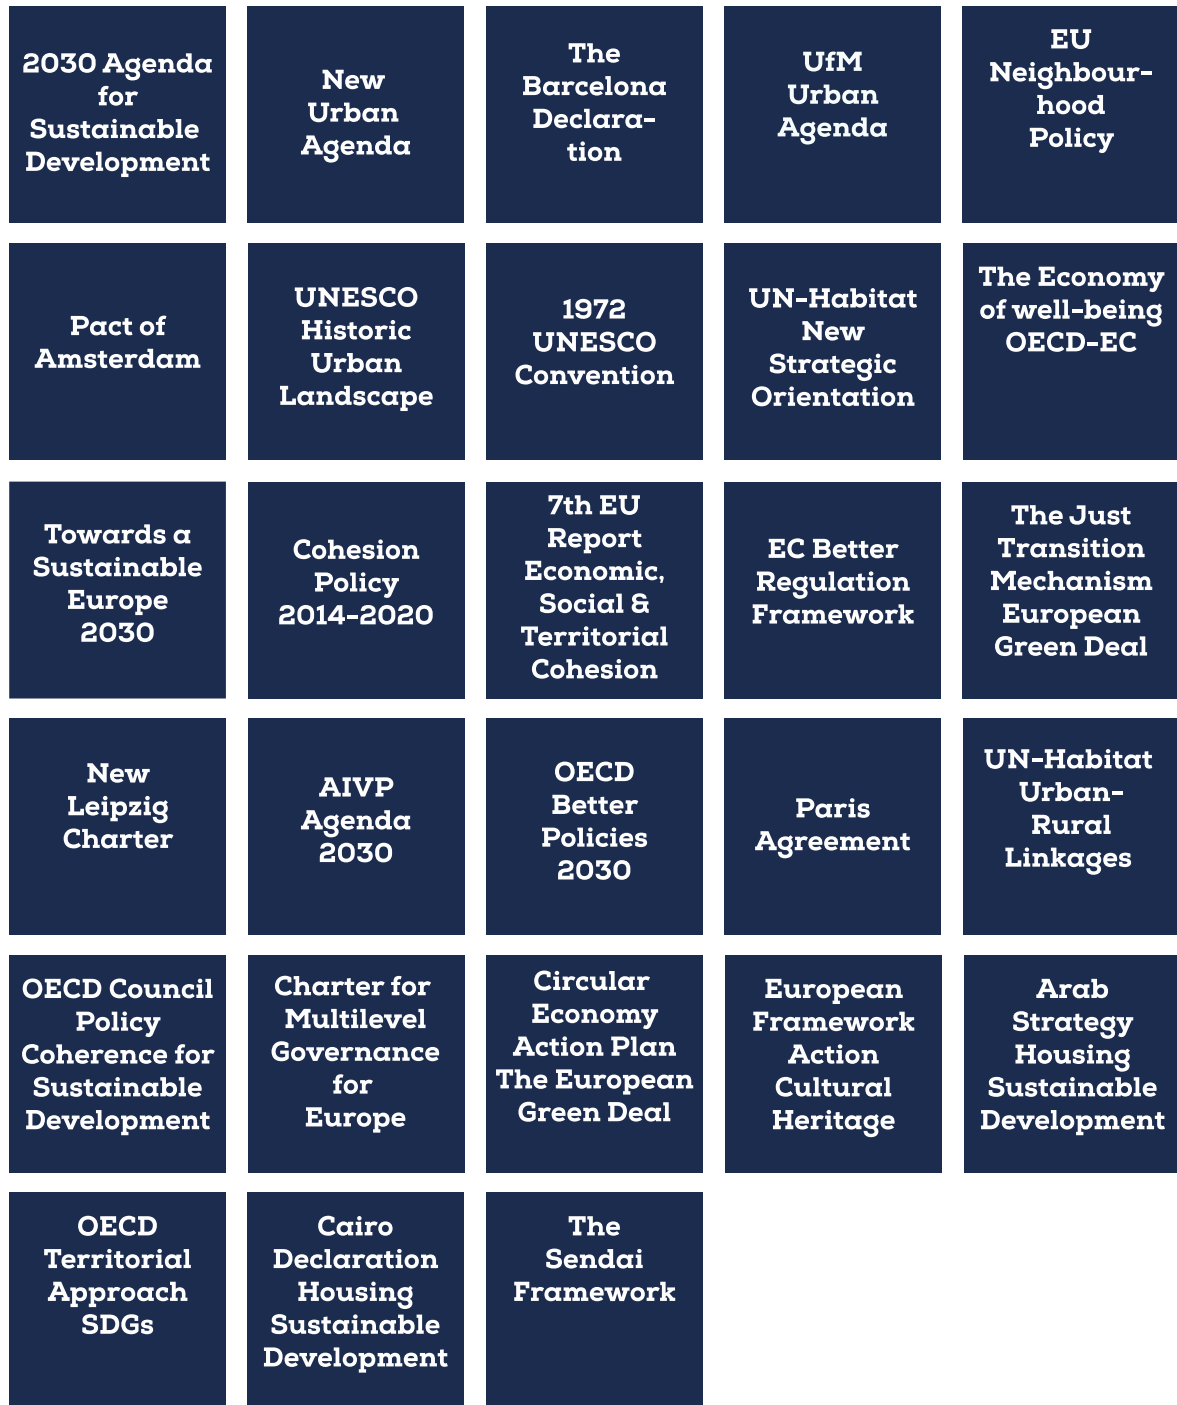 2030 Agenda
for
Sustainable
Development
New
Urban
Agenda
The
Barcelona
Declara-
tion
UfM
Urban
Agenda
EU
Neighbour-
hood
Policy
Pact of
Amsterdam
UNESCO
Historic
Urban
Landscape
1972
UNESCO
Convention
UN-Habitat
New
Strategic
Orientation
The Economy
of well-being
OECD-EC
Towards a
Sustainable
Europe
2030
Cohesion
Policy
2014-2020
7th EU
Report
Economic,
Social &
Territorial
Cohesion
EC Better
Regulation
Framework
The Just
Transition
Mechanism
European
Green Deal
New
Leipzig
Charter
AIVP
Agenda
2030
OECD
Better
Policies
2030
Paris
Agreement
UN-Habitat
Urban-
Rural
Linkages
OECD Council
Policy
Coherence for
Sustainable
Development
Charter for
Multilevel
Governance
for
Europe
Circular
Economy
Action Plan
The European
Green Deal
European
Framework
Action
Cultural
Heritage
Arab
Strategy
Housing
Sustainable
Development
OECD
Territorial
Approach
SDGs
Cairo
Declaration
Housing
Sustainable
Development
The
Sendai
Framework